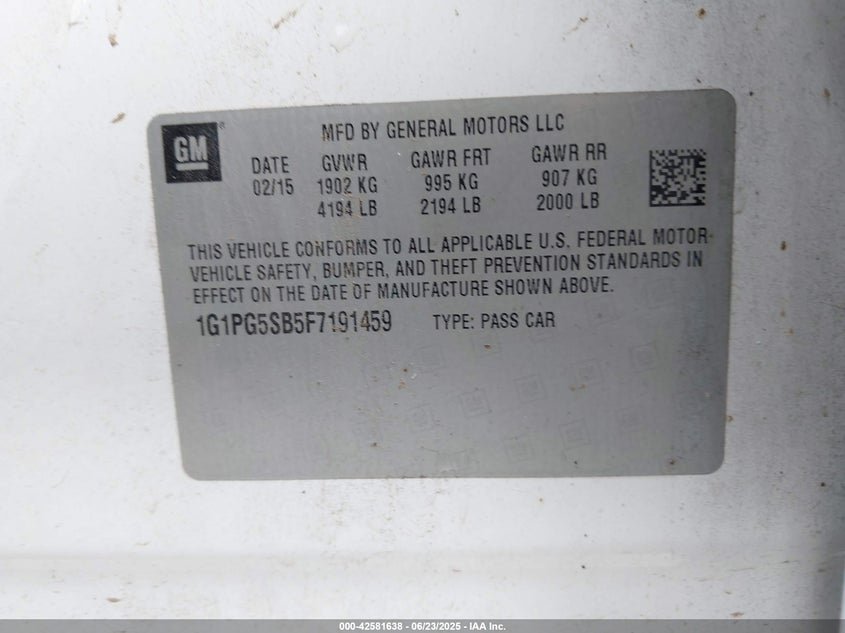 GM
MFD BY GENERAL MOTORS LLC
DATE GVWR GAWR FRT GAWR RR
02/15 1902 KG 995 KG 907 KG
4194 LB 2194 LB 2000 LB
THIS VEHICLE CONFORMS TO ALL APPLICABLE U.S. FEDERAL MOTOR-
VEHICLE SAFETY, BUMPER, AND THEFT PREVENTION STANDARDS IN
EFFECT ON THE DATE OF MANUFACTURE SHOWN ABOVE.
1G1PG5SB5F7191459 TYPE: PASS CAR
000-42581638 - 06/23/2025 - IAA Inc.